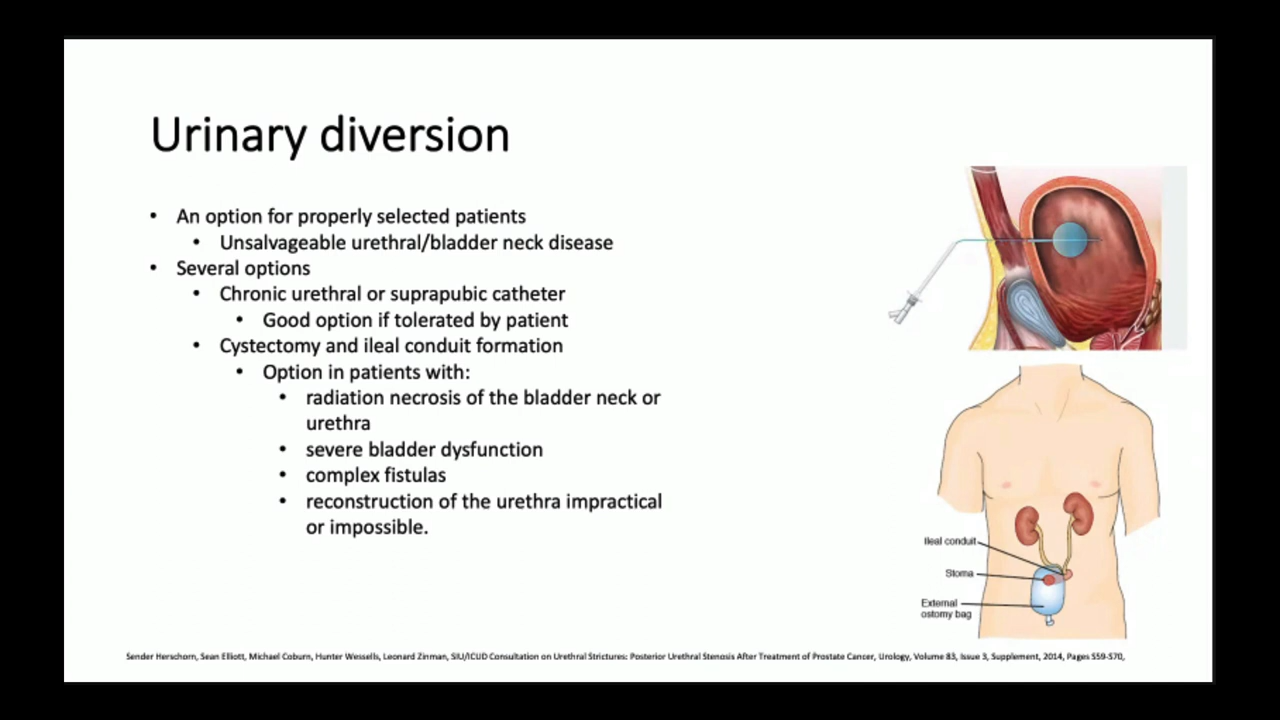 Urinary diversion
• An option for properly selected patients
• Unsalvageable urethral/bladder neck disease
• Several options
• Chronic urethral or suprapubic catheter
• Good option if tolerated by patient
• Cystectomy and ileal conduit formation
• Option in patients with:
• radiation necrosis of the bladder neck or
urethra
• severe bladder dysfunction
• complex fistulas
• reconstruction of the urethra impractical
or impossible.
Ileal conduit
Stoma
External
ostomy bag
Sender Herschorn, Sean Elliott, Michael Coburn, Hunter Wessells, Leonard Zinman, SIU/ICUD Consultation on Urethral Strictures: Posterior Urethral Stenosis After Treatment of Prostate Cancer, Urology, Volume 83, Issue 3, Supplement, 2014, Pages S59-S70,